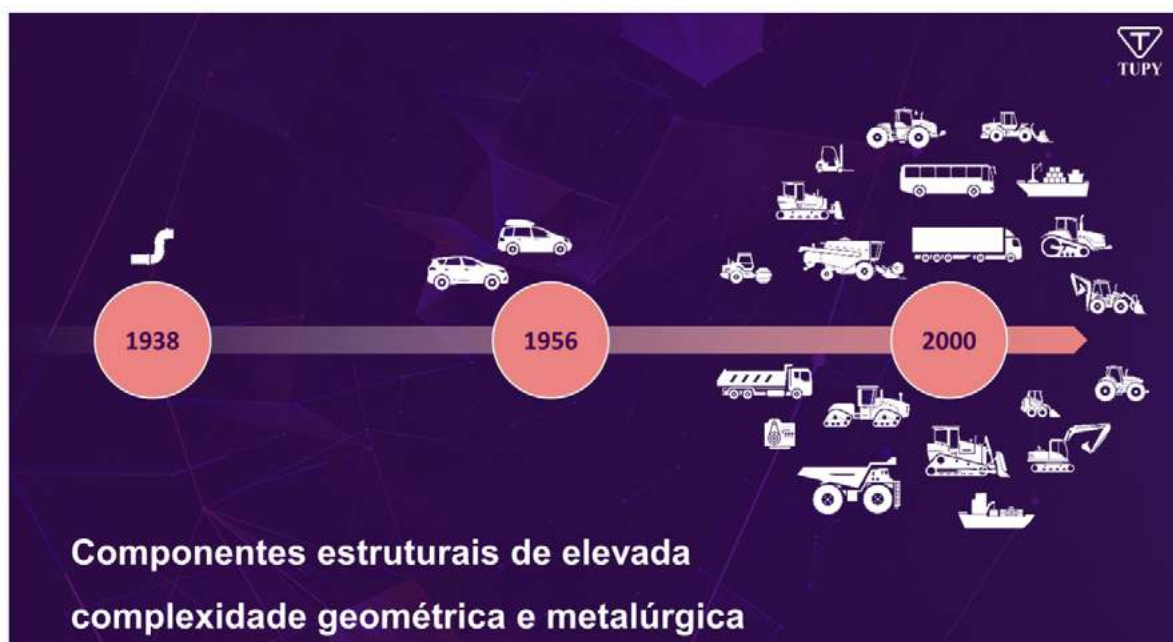 TUPY
1938
1956
2000
Componentes estruturais de elevada
complexidade geométrica e metalúrgica